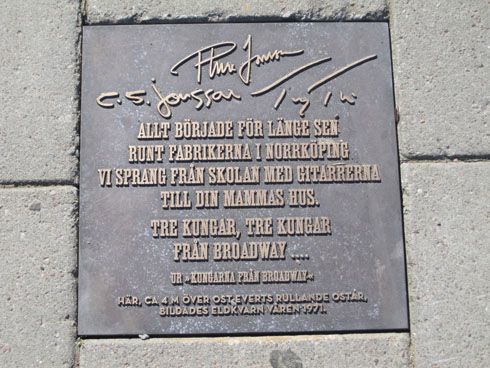 Plura Jonsson
C. S. Jonsson
ALLT BÖRJADE FÖR LÄNGE SEN
RUNT FABRIKERNA I NORRKÖPING
VI SPRANG FRÅN SKOLAN MED GITARRERNA
TILL DIN MAMMAS HUS.
TRE KUNGAR, TRE KUNGAR
FRÅN BROADWAY ....
UR »KUNGARNA FRÅN BROADWAY«
HÄR, CA 4 M ÖVER OST EVERTS RULLANDE OSTAR,
BILDADES ELDKVARN VÅREN 1971.